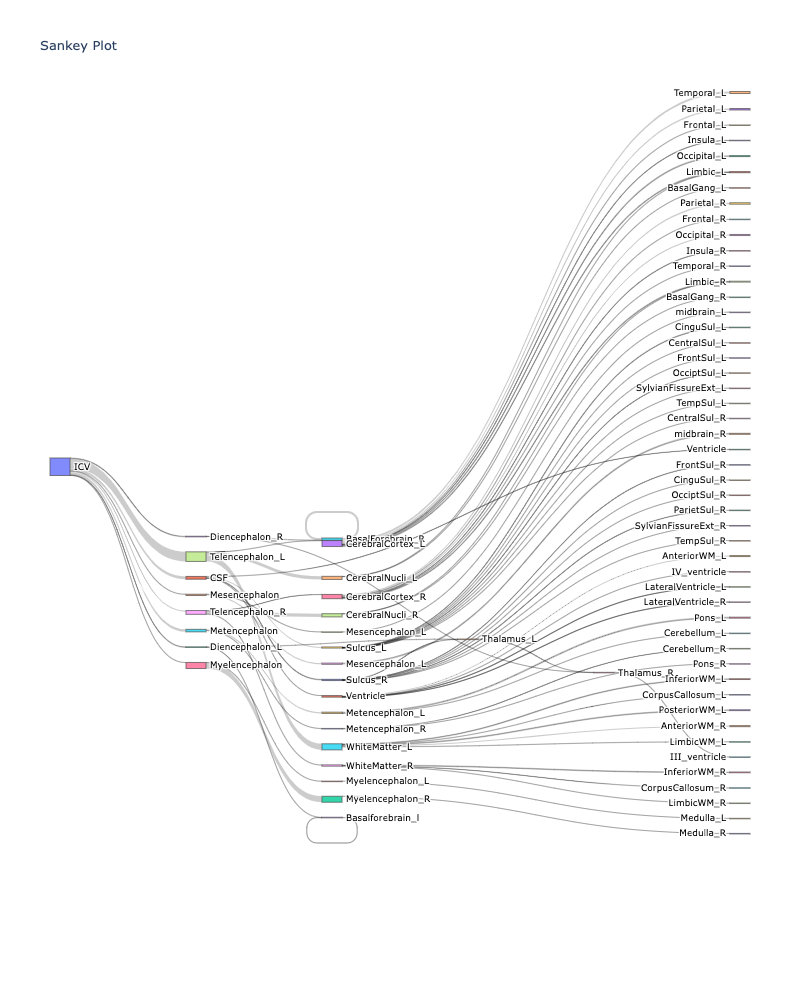 Sankey Plot
ICV
Diencephalon_R
Telencephalon_L
CSF
Mesencephalon
Telencephalon_R
Metencephalon
Diencephalon_L
Myelencephalon
BasalForebrain_R
CerebralCortex_L
CerebralNucli_L
CerebralCortex_R
CerebralNucli_R
Mesencephalon_L
Sulcus_L
Mesencephalon_L
Sulcus_R
Ventricle
Metencephalon_L
Metencephalon_R
WhiteMatter_L
WhiteMatter_R
Myelencephalon_L
Myelencephalon_R
Basalforebrain_l
Thalamus_L
Thalamus_R
Temporal_L
Parietal_L
Frontal_L
Insula_L
Occipital_L
Limbic_L
BasalGang_L
Parietal_R
Frontal_R
Occipital_R
Insula_R
Temporal_R
Limbic_R
BasalGang_R
midbrain_L
CinguSul_L
CentralSul_L
FrontSul_L
OcciptSul_L
SylvianFissureExt_L
TempSul_L
CentralSul_R
midbrain_R
Ventricle
FrontSul_R
CinguSul_R
OcciptSul_R
ParietSul_R
SylvianFissureExt_R
TempSul_R
AnteriorWM_L
IV_ventricle
LateralVentricle_L
LateralVentricle_R
Pons_L
Cerebellum_L
Cerebellum_R
Pons_R
InferiorWM_L
CorpusCallosum_L
PosteriorWM_L
AnteriorWM_R
LimbicWM_L
III_ventricle
InferiorWM_R
CorpusCallosum_R
LimbicWM_R
Medulla_L
Medulla_R